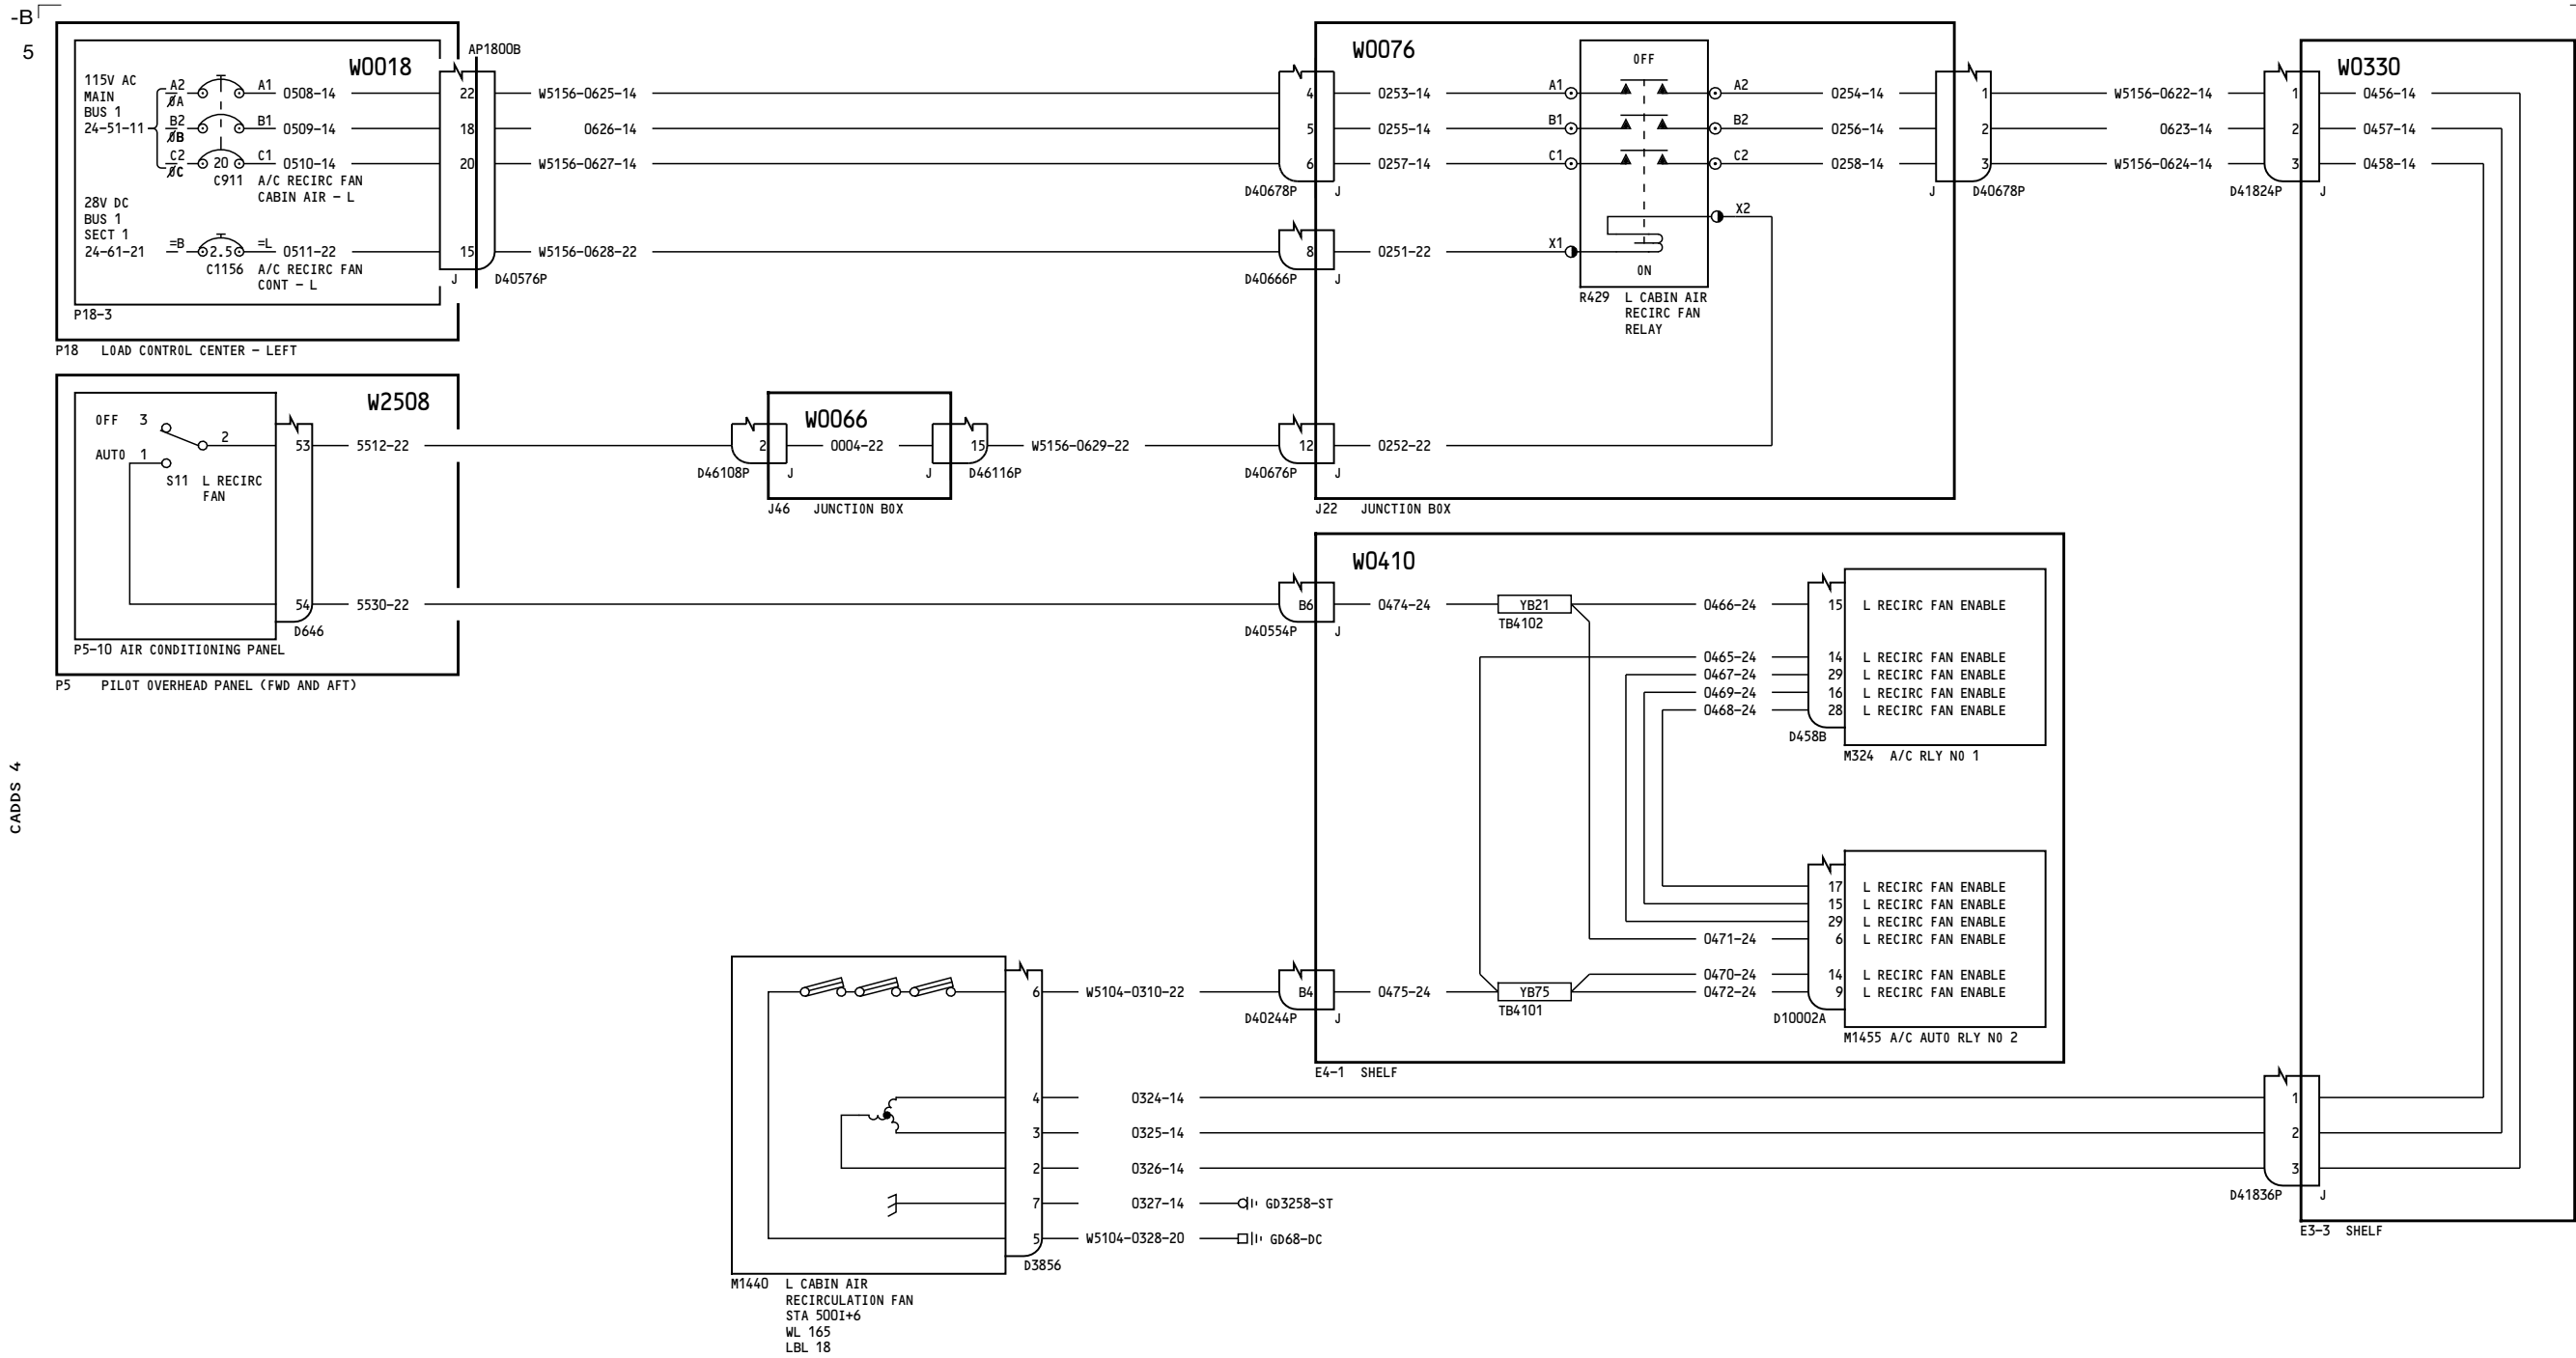 -B
5
CADDS 4
W0018
AP1800B
115V AC
MAIN
BUS 1
24-51-11
A2
ØA
A1
0508-14
22
W5156-0625-14
B2
ØB
B1
0509-14
18
0626-14
C2
ØC
20
C1
0510-14
20
W5156-0627-14
C911
A/C RECIRC FAN
CABIN AIR - L
28V DC
BUS 1
SECT 1
24-61-21
=B
2.5
=L
0511-22
15
W5156-0628-22
C1156
A/C RECIRC FAN
CONT - L
J
D40576P
P18-3
P18 LOAD CONTROL CENTER - LEFT
W0076
4
0253-14
A1
OFF
A2
0254-14
1
W5156-0622-14
5
0255-14
B1
B2
0256-14
2
0623-14
6
0257-14
C1
C2
0258-14
3
W5156-0624-14
D40678P
J
J
D40678P
X2
8
0251-22
X1
ON
D40666P
J
R429 L CABIN AIR
RECIRC FAN
RELAY
12
0252-22
D40676P
J
J22 JUNCTION BOX
W0330
1
0456-14
2
0457-14
3
0458-14
D41824P
J
W2508
OFF 3
2
53
5512-22
AUTO 1
S11 L RECIRC
FAN
54
5530-22
D646
P5-10 AIR CONDITIONING PANEL
P5 PILOT OVERHEAD PANEL (FWD AND AFT)
W0066
2
0004-22
15
W5156-0629-22
D46108P
J
J
D46116P
J46 JUNCTION BOX
W0410
B6
0474-24
YB21
0466-24
15
L RECIRC FAN ENABLE
D40554P
J
TB4102
0465-24
14
L RECIRC FAN ENABLE
0467-24
29
L RECIRC FAN ENABLE
0469-24
16
L RECIRC FAN ENABLE
0468-24
28
L RECIRC FAN ENABLE
D458B
M324 A/C RLY NO 1
17
L RECIRC FAN ENABLE
15
L RECIRC FAN ENABLE
29
L RECIRC FAN ENABLE
0471-24
6
L RECIRC FAN ENABLE
0470-24
14
L RECIRC FAN ENABLE
B4
0475-24
YB75
0472-24
9
L RECIRC FAN ENABLE
D40244P
J
TB4101
D10002A
M1455 A/C AUTO RLY NO 2
E4-1 SHELF
6
W5104-0310-22
4
0324-14
1
3
0325-14
2
2
0326-14
3
7
0327-14
GD3258-ST
5
W5104-0328-20
GD68-DC
D3856
D41836P
J
E3-3 SHELF
M1440 L CABIN AIR
RECIRCULATION FAN
STA 500I+6
WL 165
LBL 18